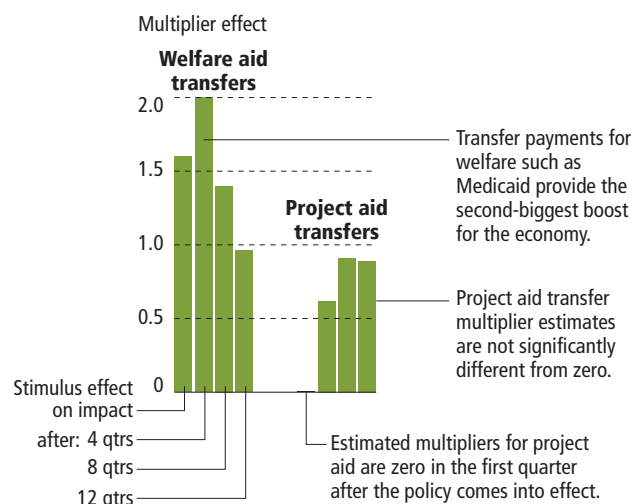 Multiplier effect
Welfare aid
transfers
2.0
1.5
1.0
0.5
0
Transfer payments for
welfare such as
Medicaid provide the
second-biggest boost
for the economy.
Project aid
transfers
Project aid transfer
multiplier estimates
are not significantly
different from zero.
Stimulus effect
on impact
after: 4 qtrs
8 qtrs
12 qtrs
Estimated multipliers for project
aid are zero in the first quarter
after the policy comes into effect.